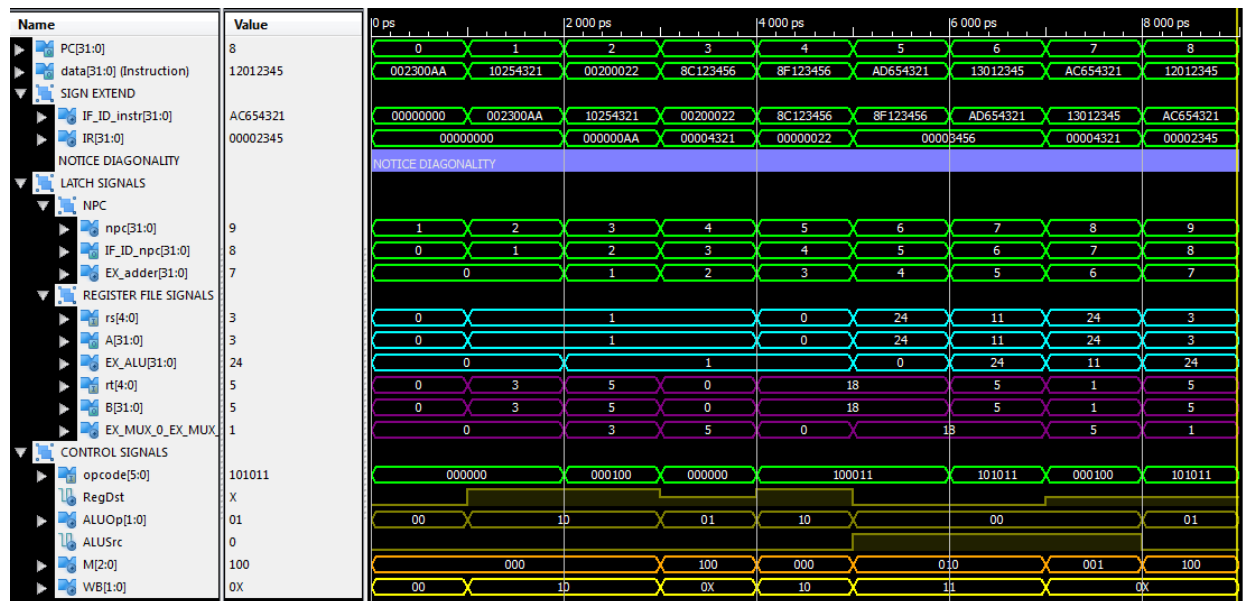 Name Value 0 ps 2 000 ps 4 000 ps 6 000 ps 8 000 ps
PC[31:0] 8 0 1 2 3 4 5 6 7 8
data[31:0] (Instruction) 12012345 002300AA 10254321 00200022 8C123456 8F123456 AD654321 13012345 AC654321 12012345
SIGN EXTEND
IF_ID_instr[31:0] AC654321 00000000 002300AA 10254321 00200022 8C123456 8F123456 AD654321 13012345 AC654321
IR[31:0] 00002345 00000000 000000AA 00004321 00000022 00003456 00004321 00002345
NOTICE DIAGONALITY NOTICE DIAGONALITY
LATCH SIGNALS
NPC
npc[31:0] 9 1 2 3 4 5 6 7 8 9
IF_ID_npc[31:0] 8 0 1 2 3 4 5 6 7 8
EX_adder[31:0] 7 0 1 2 3 4 5 6 7
REGISTER FILE SIGNALS
rs[4:0] 3 0 1 0 24 11 24 3
A[31:0] 3 0 1 0 24 11 24 3
EX_ALU[31:0] 24 0 1 0 24 11 24
rt[4:0] 5 0 3 5 0 18 5 1 5
B[31:0] 5 0 3 5 0 18 5 1 5
EX_MUX_0_EX_MUX_ 1 0 3 5 0 18 5 1
CONTROL SIGNALS
opcode[5:0] 101011 000000 000100 000000 100011 101011 000100 101011
RegDst X
ALUOp[1:0] 01 00 10 01 10 00 01
ALUSrc 0
M[2:0] 100 000 100 000 010 001 100
WB[1:0] 0X 00 10 0X 10 11 0X